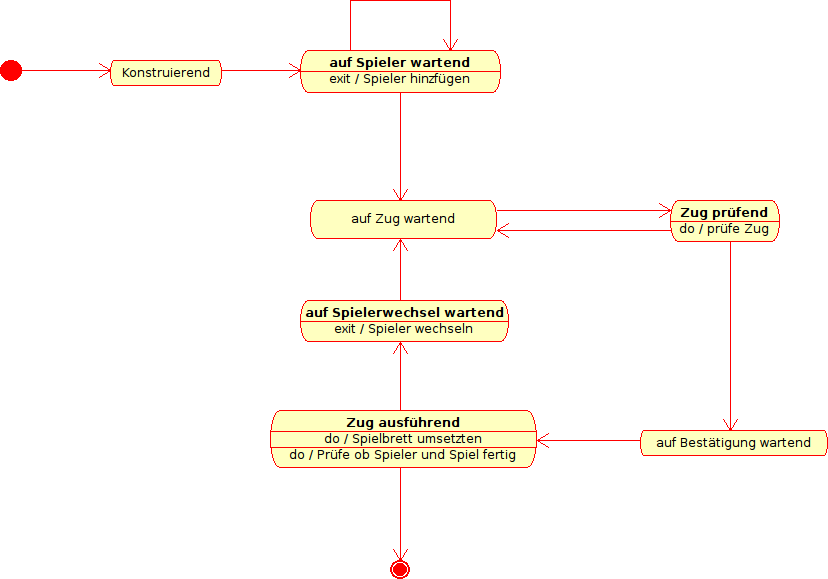 auf Spieler wartend
Konstruierend
exit / Spieler hinzfügen
auf Zug wartend
Zug prüfend
do / prüfe Zug
auf Spielerwechsel wartend
exit / Spieler wechseln
Zug ausführend
do / Spielbrett umsetzten
do / Prüfe ob Spieler und Spiel fertig
auf Bestätigung wartend